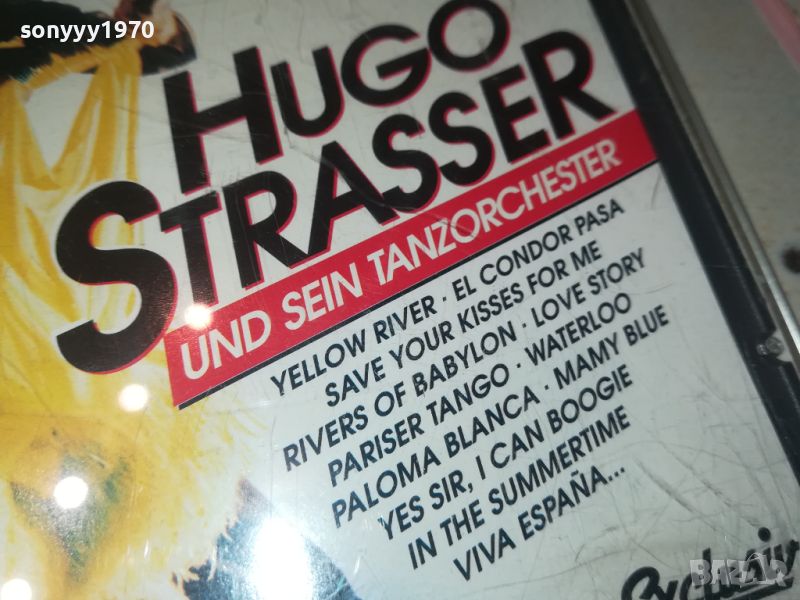 sonyyy1970
HUGO
STRASSER
UND SEIN TANZORCHESTER
YELLOW RIVER · EL CONDOR PASA
SAVE YOUR KISSES FOR ME
RIVERS OF BABYLON · LOVE STORY
PARISER TANGO · WATERLOO
PALOMA BLANCA · MAMY BLUE
YES SIR, I CAN BOOGIE
IN THE SUMMERTIME
VIVA ESPAÑA...
BAZAR